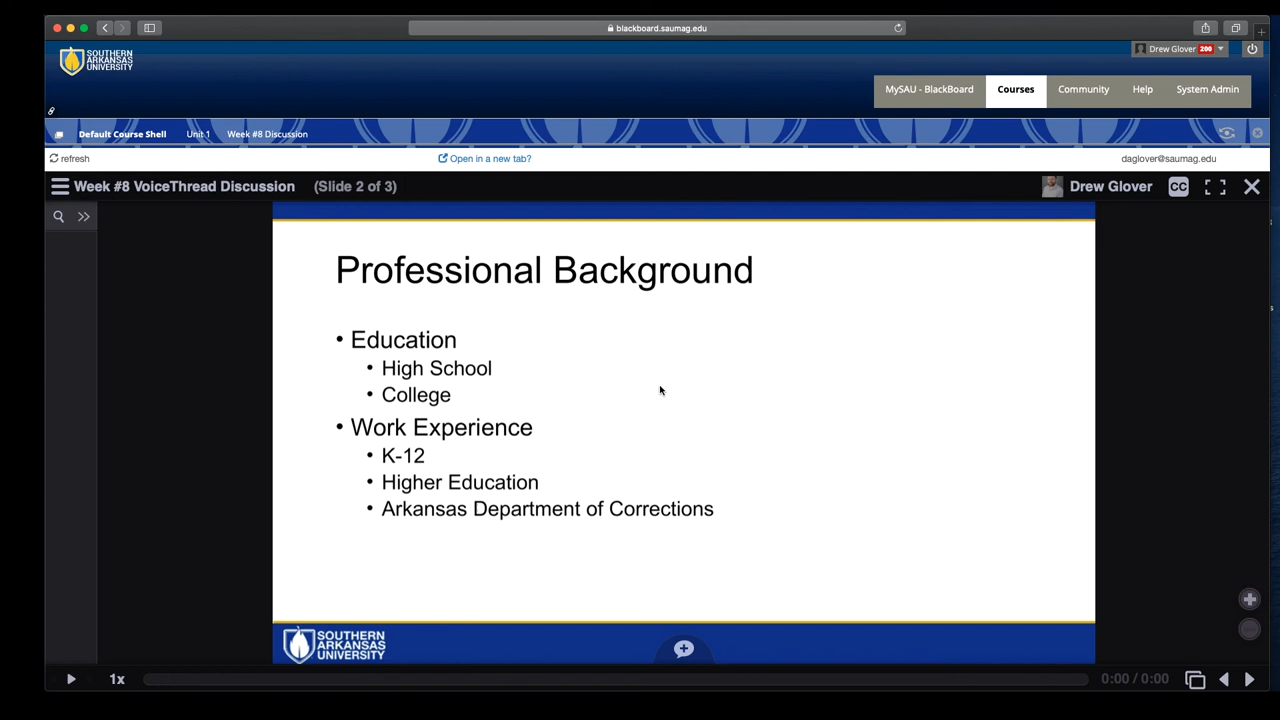 blackboard.saumag.edu
SOUTHERN
ARKANSAS
UNIVERSITY
Drew Glover 200
MySAU - BlackBoard Courses Community Help System Admin
Default Course Shell Unit 1 Week #8 Discussion
refresh Open in a new tab? daglover@saumag.edu
Week #8 VoiceThread Discussion (Slide 2 of 3) Drew Glover CC
Professional Background
• Education
• High School
• College
• Work Experience
• K-12
• Higher Education
• Arkansas Department of Corrections
SOUTHERN
ARKANSAS
UNIVERSITY
1x 0:00 / 0:00